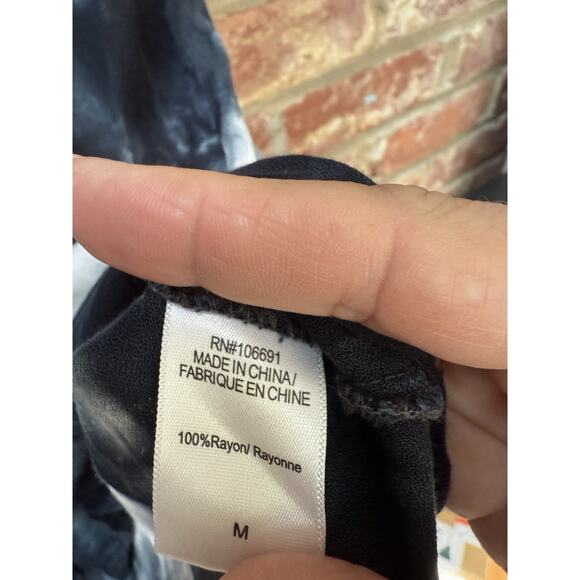 RN#106691
MADE IN CHINA/
FABRIQUE EN CHINE
100%Rayon/ Rayonne
M